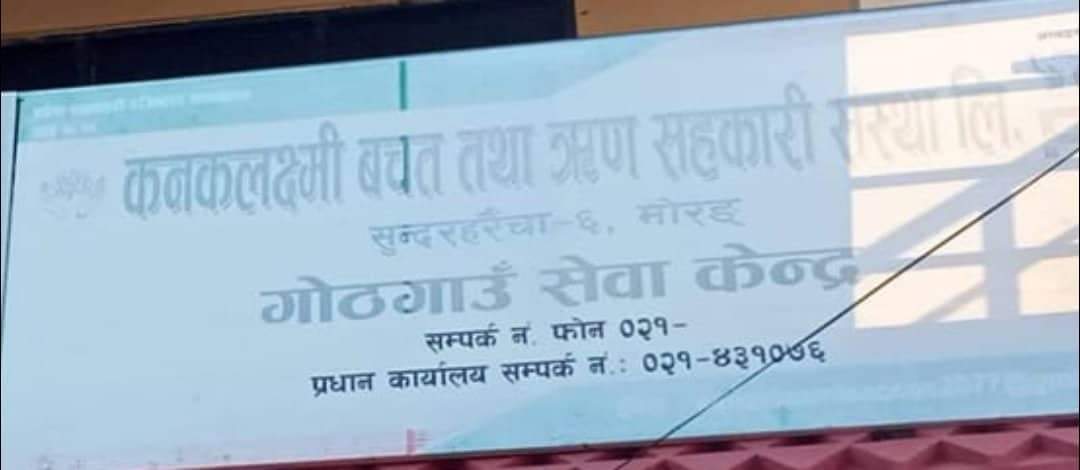 कनकलक्ष्मी बचत तथा ऋण सहकारी संस्था लि.
सुन्दरहरैंचा-६, मोरङ
गोठगाउँ सेवा केन्द्र
सम्पर्क नं. फोन ०२१-
प्रधान कार्यालय सम्पर्क नं.: ०२१-४३१०७६